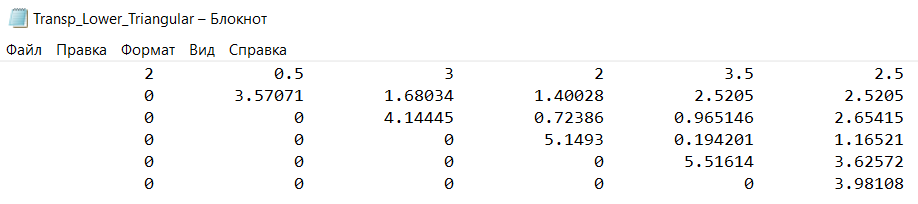 Transp_Lower_Triangular – Блокнот
Файл Правка Формат Вид Справка
2 0.5 3 2 3.5 2.5
0 3.57071 1.68034 1.40028 2.5205 2.5205
0 0 4.14445 0.72386 0.965146 2.65415
0 0 0 5.1493 0.194201 1.16521
0 0 0 0 5.51614 3.62572
0 0 0 0 0 3.98108